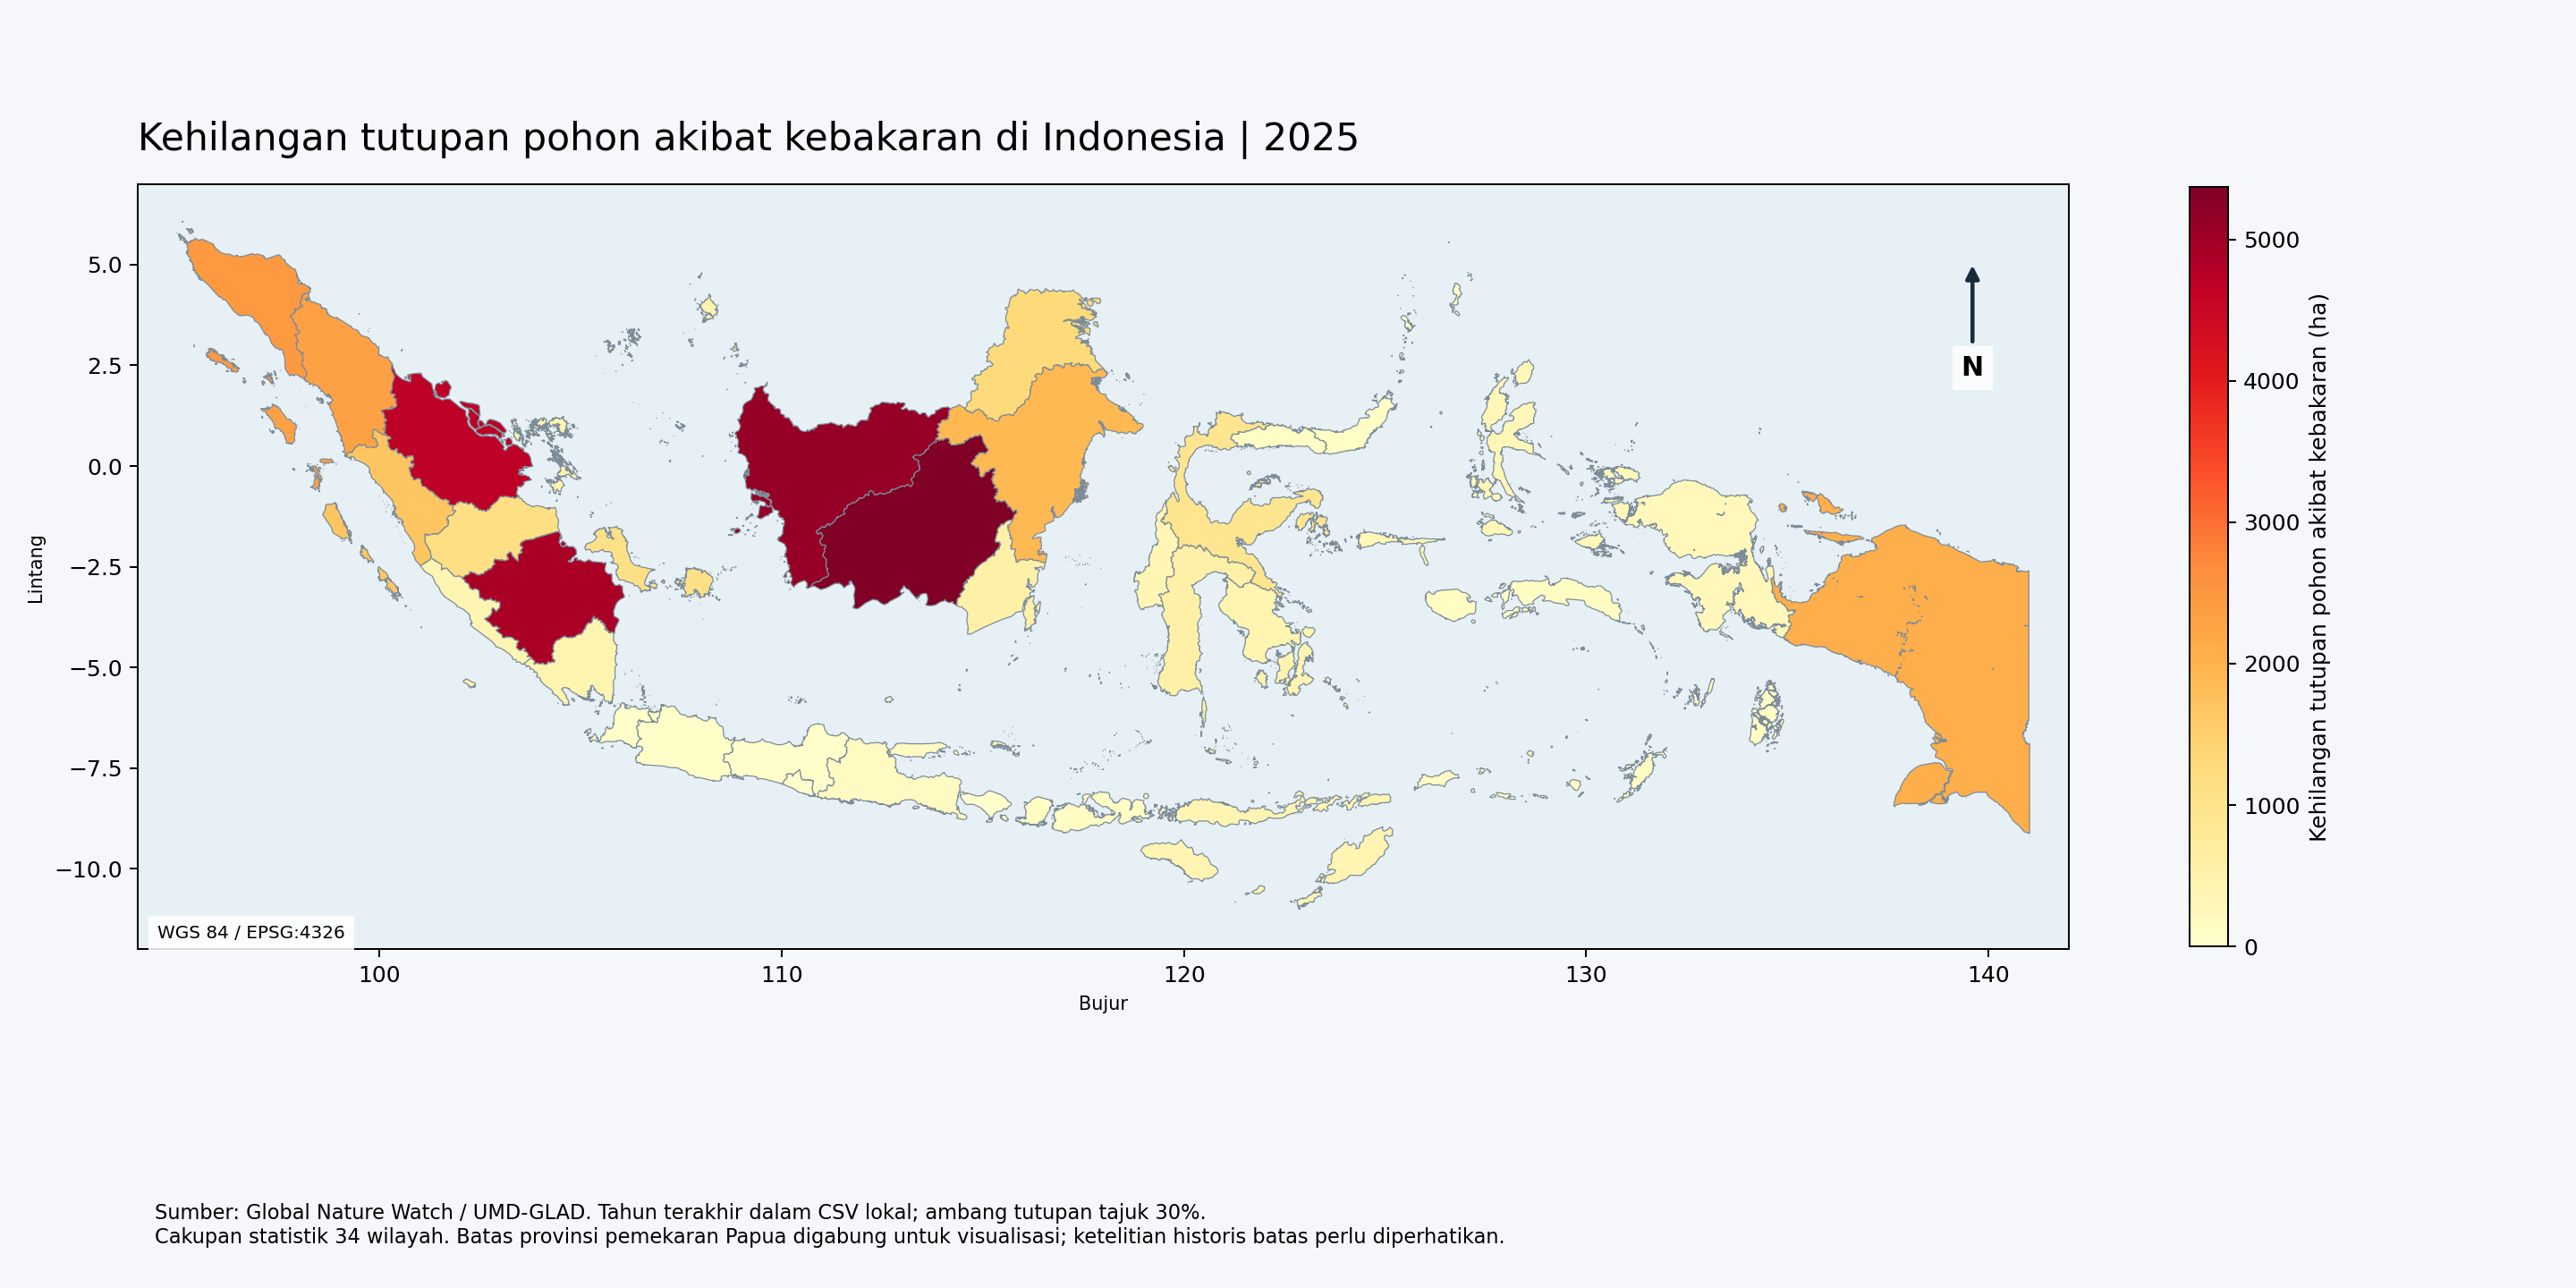 Kehilangan tutupan pohon akibat kebakaran di Indonesia | 2025
5.0
2.5
0.0
−2.5
−5.0
−7.5
−10.0
Lintang
N
WGS 84 / EPSG:4326
100
110
120
130
140
Bujur
5000
4000
3000
2000
1000
0
Kehilangan tutupan pohon akibat kebakaran (ha)
Sumber: Global Nature Watch / UMD-GLAD. Tahun terakhir dalam CSV lokal; ambang tutupan tajuk 30%.
Cakupan statistik 34 wilayah. Batas provinsi pemekaran Papua digabung untuk visualisasi; ketelitian historis batas perlu diperhatikan.